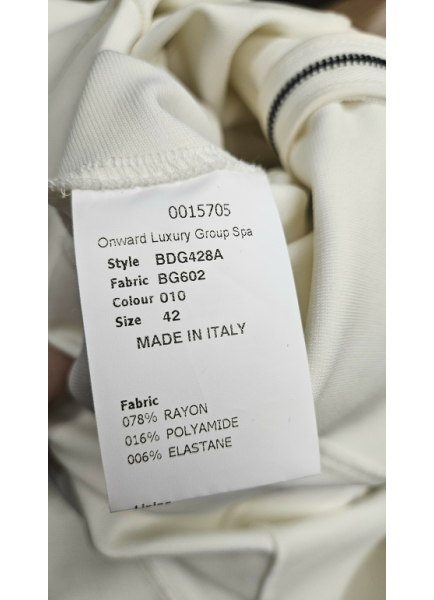 0015705
Onward Luxury Group Spa
Style BDG428A
Fabric BG602
Colour 010
Size 42
MADE IN ITALY
Fabric
078% RAYON
016% POLYAMIDE
006% ELASTANE